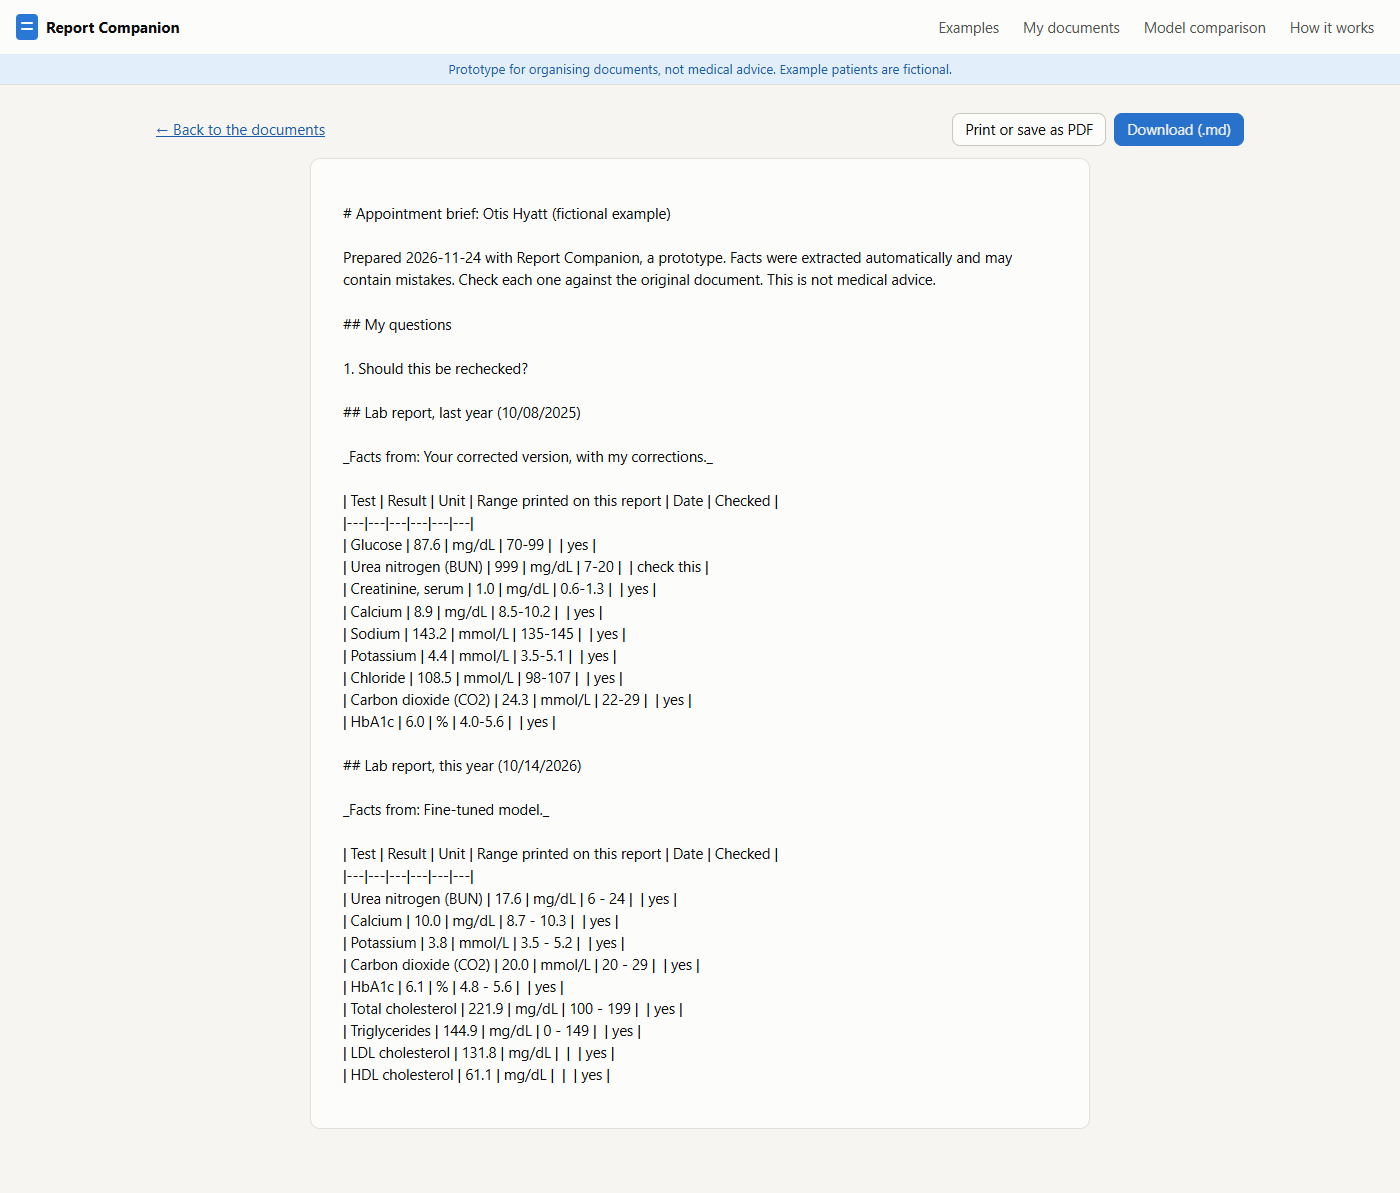 Report Companion
Examples
My documents
Model comparison
How it works
Prototype for organising documents, not medical advice. Example patients are fictional.
← Back to the documents
Print or save as PDF
Download (.md)
# Appointment brief: Otis Hyatt (fictional example)
Prepared 2026-11-24 with Report Companion, a prototype. Facts were extracted automatically and may
contain mistakes. Check each one against the original document. This is not medical advice.
## My questions
1. Should this be rechecked?
## Lab report, last year (10/08/2025)
_Facts from: Your corrected version, with my corrections._
| Test | Result | Unit | Range printed on this report | Date | Checked |
|---|---|---|---|---|---|
| Glucose | 87.6 | mg/dL | 70-99 |  | yes |
| Urea nitrogen (BUN) | 999 | mg/dL | 7-20 |  | check this |
| Creatinine, serum | 1.0 | mg/dL | 0.6-1.3 |  | yes |
| Calcium | 8.9 | mg/dL | 8.5-10.2 |  | yes |
| Sodium | 143.2 | mmol/L | 135-145 |  | yes |
| Potassium | 4.4 | mmol/L | 3.5-5.1 |  | yes |
| Chloride | 108.5 | mmol/L | 98-107 |  | yes |
| Carbon dioxide (CO2) | 24.3 | mmol/L | 22-29 |  | yes |
| HbA1c | 6.0 | % | 4.0-5.6 |  | yes |
## Lab report, this year (10/14/2026)
_Facts from: Fine-tuned model._
| Test | Result | Unit | Range printed on this report | Date | Checked |
|---|---|---|---|---|---|
| Urea nitrogen (BUN) | 17.6 | mg/dL | 6 - 24 |  | yes |
| Calcium | 10.0 | mg/dL | 8.7 - 10.3 |  | yes |
| Potassium | 3.8 | mmol/L | 3.5 - 5.2 |  | yes |
| Carbon dioxide (CO2) | 20.0 | mmol/L | 20 - 29 |  | yes |
| HbA1c | 6.1 | % | 4.8 - 5.6 |  | yes |
| Total cholesterol | 221.9 | mg/dL | 100 - 199 |  | yes |
| Triglycerides | 144.9 | mg/dL | 0 - 149 |  | yes |
| LDL cholesterol | 131.8 | mg/dL |  |  | yes |
| HDL cholesterol | 61.1 | mg/dL |  |  | yes |